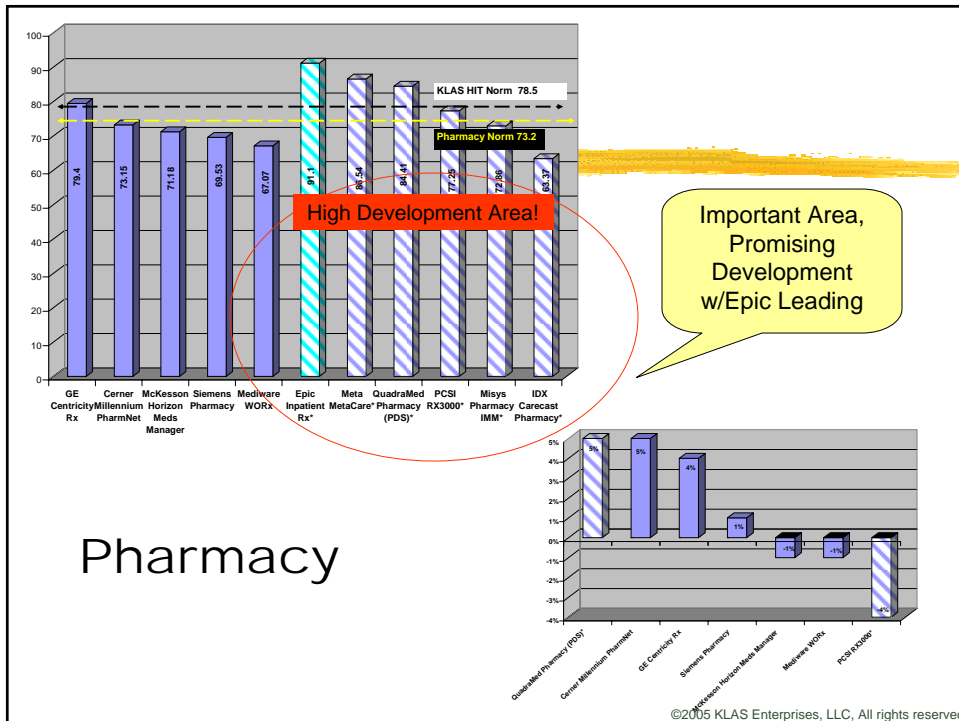 100
90
80
70
60
50
40
30
20
10
0
KLAS HIT Norm 78.5
Pharmacy Norm 73.2
79.4
73.15
71.18
69.53
67.07
91.1
86.54
84.41
77.25
72.86
63.37
High Development Area!
GE Centricity Rx
Cerner Millennium PharmNet
McKesson Horizon Meds Manager
Siemens Pharmacy
Mediware WORx
Epic Inpatient Rx*
Meta MetaCare*
QuadraMed Pharmacy (PDS)*
PCSI RX3000*
Misys Pharmacy IMM*
IDX Carecast Pharmacy*
Important Area,
Promising
Development
w/Epic Leading
Pharmacy
5%
4%
3%
2%
1%
0%
-1%
-2%
-3%
-4%
5%
5%
4%
1%
-1%
-1%
-4%
QuadraMed Pharmacy (PDS)*
Cerner Millennium PharmNet
GE Centricity Rx
Siemens Pharmacy
McKesson Horizon Meds Manager
Mediware WORx
PCSI RX3000*
©2005 KLAS Enterprises, LLC, All rights reserved